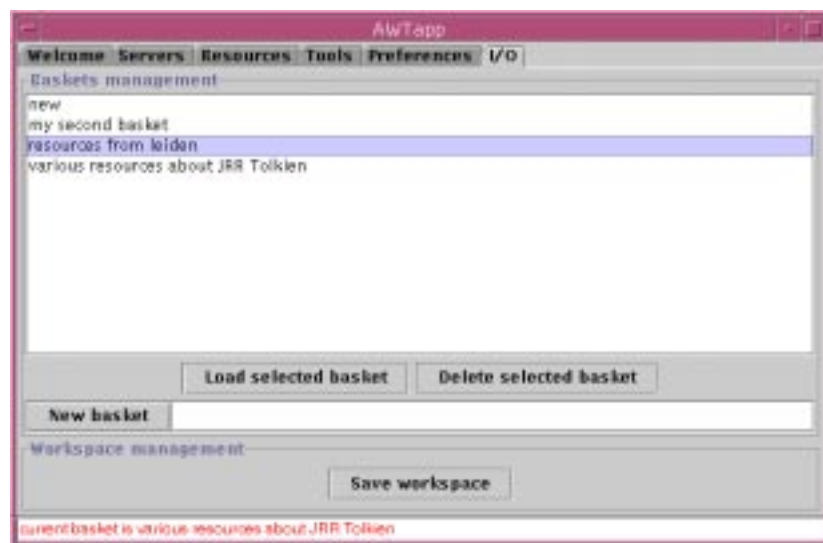 AWTapp
Welcome Servers Resources Tools Preferences I/O
Baskets management
new
my second basket
resources from leiden
various resources about JRR Tolkien
Load selected basket Delete selected basket
New basket
Workspace management
Save workspace
current basket is various resources about JRR Tolkien